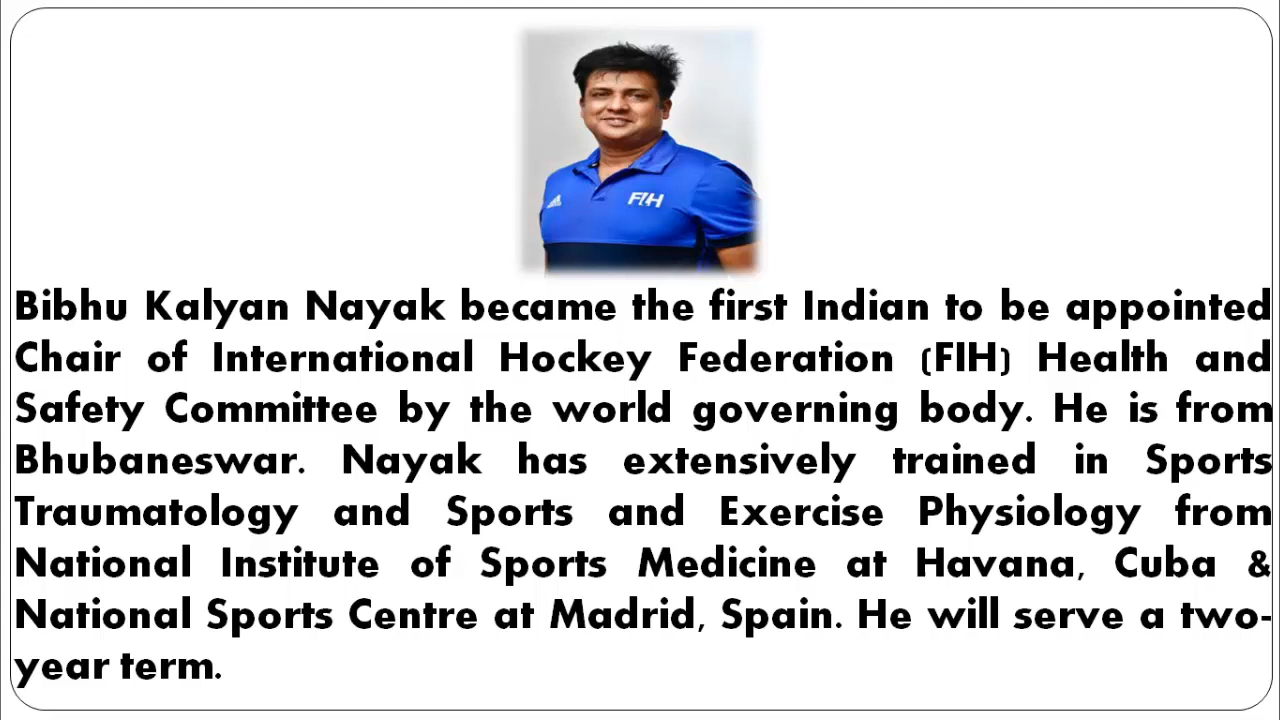 FIH
Bibhu Kalyan Nayak became the first Indian to be appointed
Chair of International Hockey Federation (FIH) Health and
Safety Committee by the world governing body. He is from
Bhubaneswar. Nayak has extensively trained in Sports
Traumatology and Sports and Exercise Physiology from
National Institute of Sports Medicine at Havana, Cuba &
National Sports Centre at Madrid, Spain. He will serve a two-
year term.